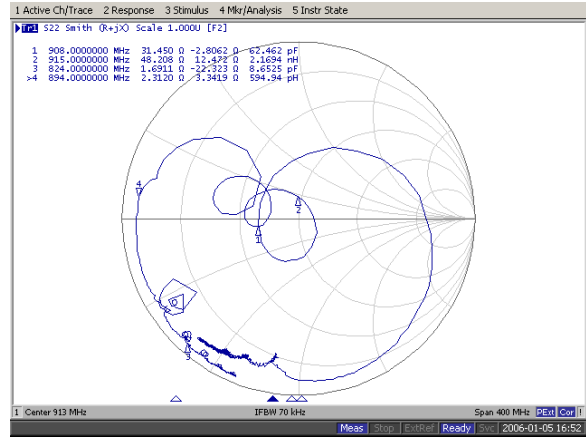 1 Active Ch/Trace 2 Response 3 Stimulus 4 Mkr/Analysis 5 Instr State
Tr1 S22 Smith (R+jX) Scale 1.000U [F2]
1 908.0000000 MHz 31.450 Ω -2.8062 Ω 62.462 pF
2 915.0000000 MHz 48.208 Ω 12.472 Ω 2.1694 nH
3 824.0000000 MHz 1.6911 Ω -22.323 Ω 8.6525 pF
>4 894.0000000 MHz 2.3120 Ω 3.3419 Ω 594.94 pH
4
2
1
3
1 Center 913 MHz IFBW 70 kHz Span 400 MHz PExt Cor !
Meas Stop ExtRef Ready Svc 2006-01-05 16:52